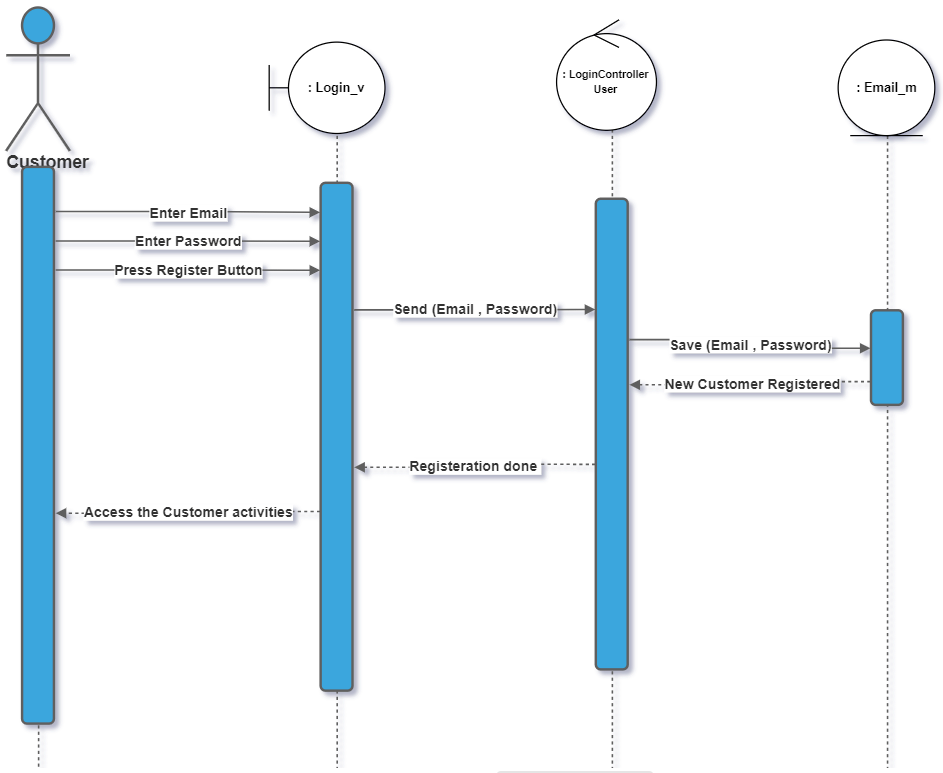 : Login_v
: LoginController
User
: Email_m
Customer
Enter Email
Enter Password
Press Register Button
Send (Email , Password)
Save (Email , Password)
New Customer Registered
Registeration done
Access the Customer activities